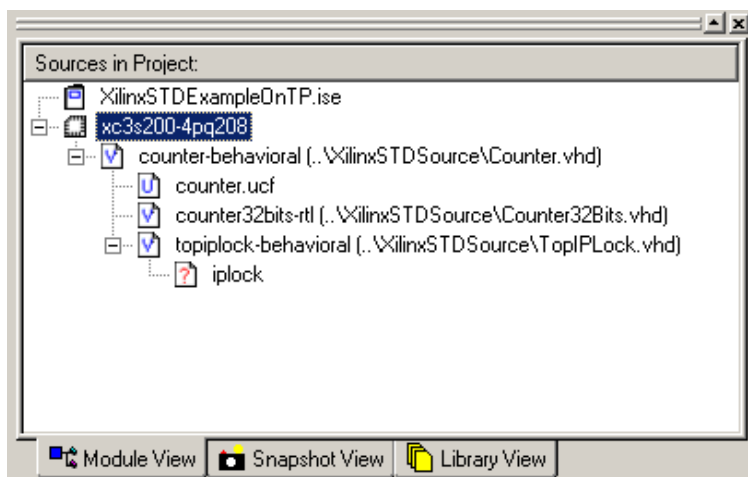 Sources in Project:
XilinxSTDExampleOnTP.ise
xc3s200-4pq208
counter-behavioral (..\XilinxSTDSource\Counter.vhd)
counter.ucf
counter32bits-rtl (..\XilinxSTDSource\Counter32Bits.vhd)
topiplock-behavioral (..\XilinxSTDSource\TopIPLock.vhd)
iplock
Module View Snapshot View Library View